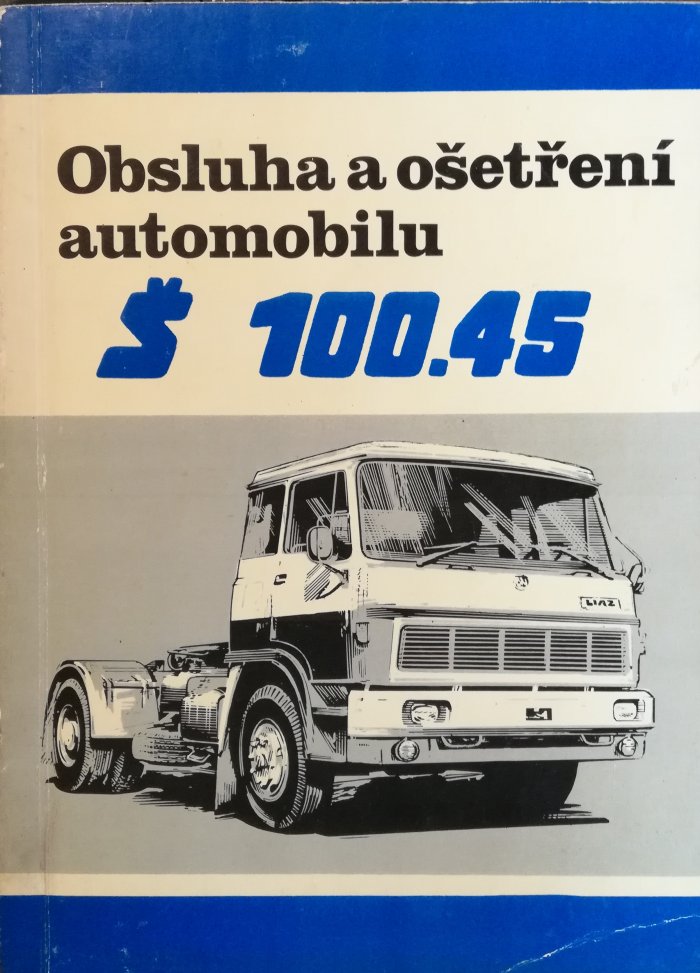 Obsluha a ošetření
automobilu
Š 100.45
LIAZ